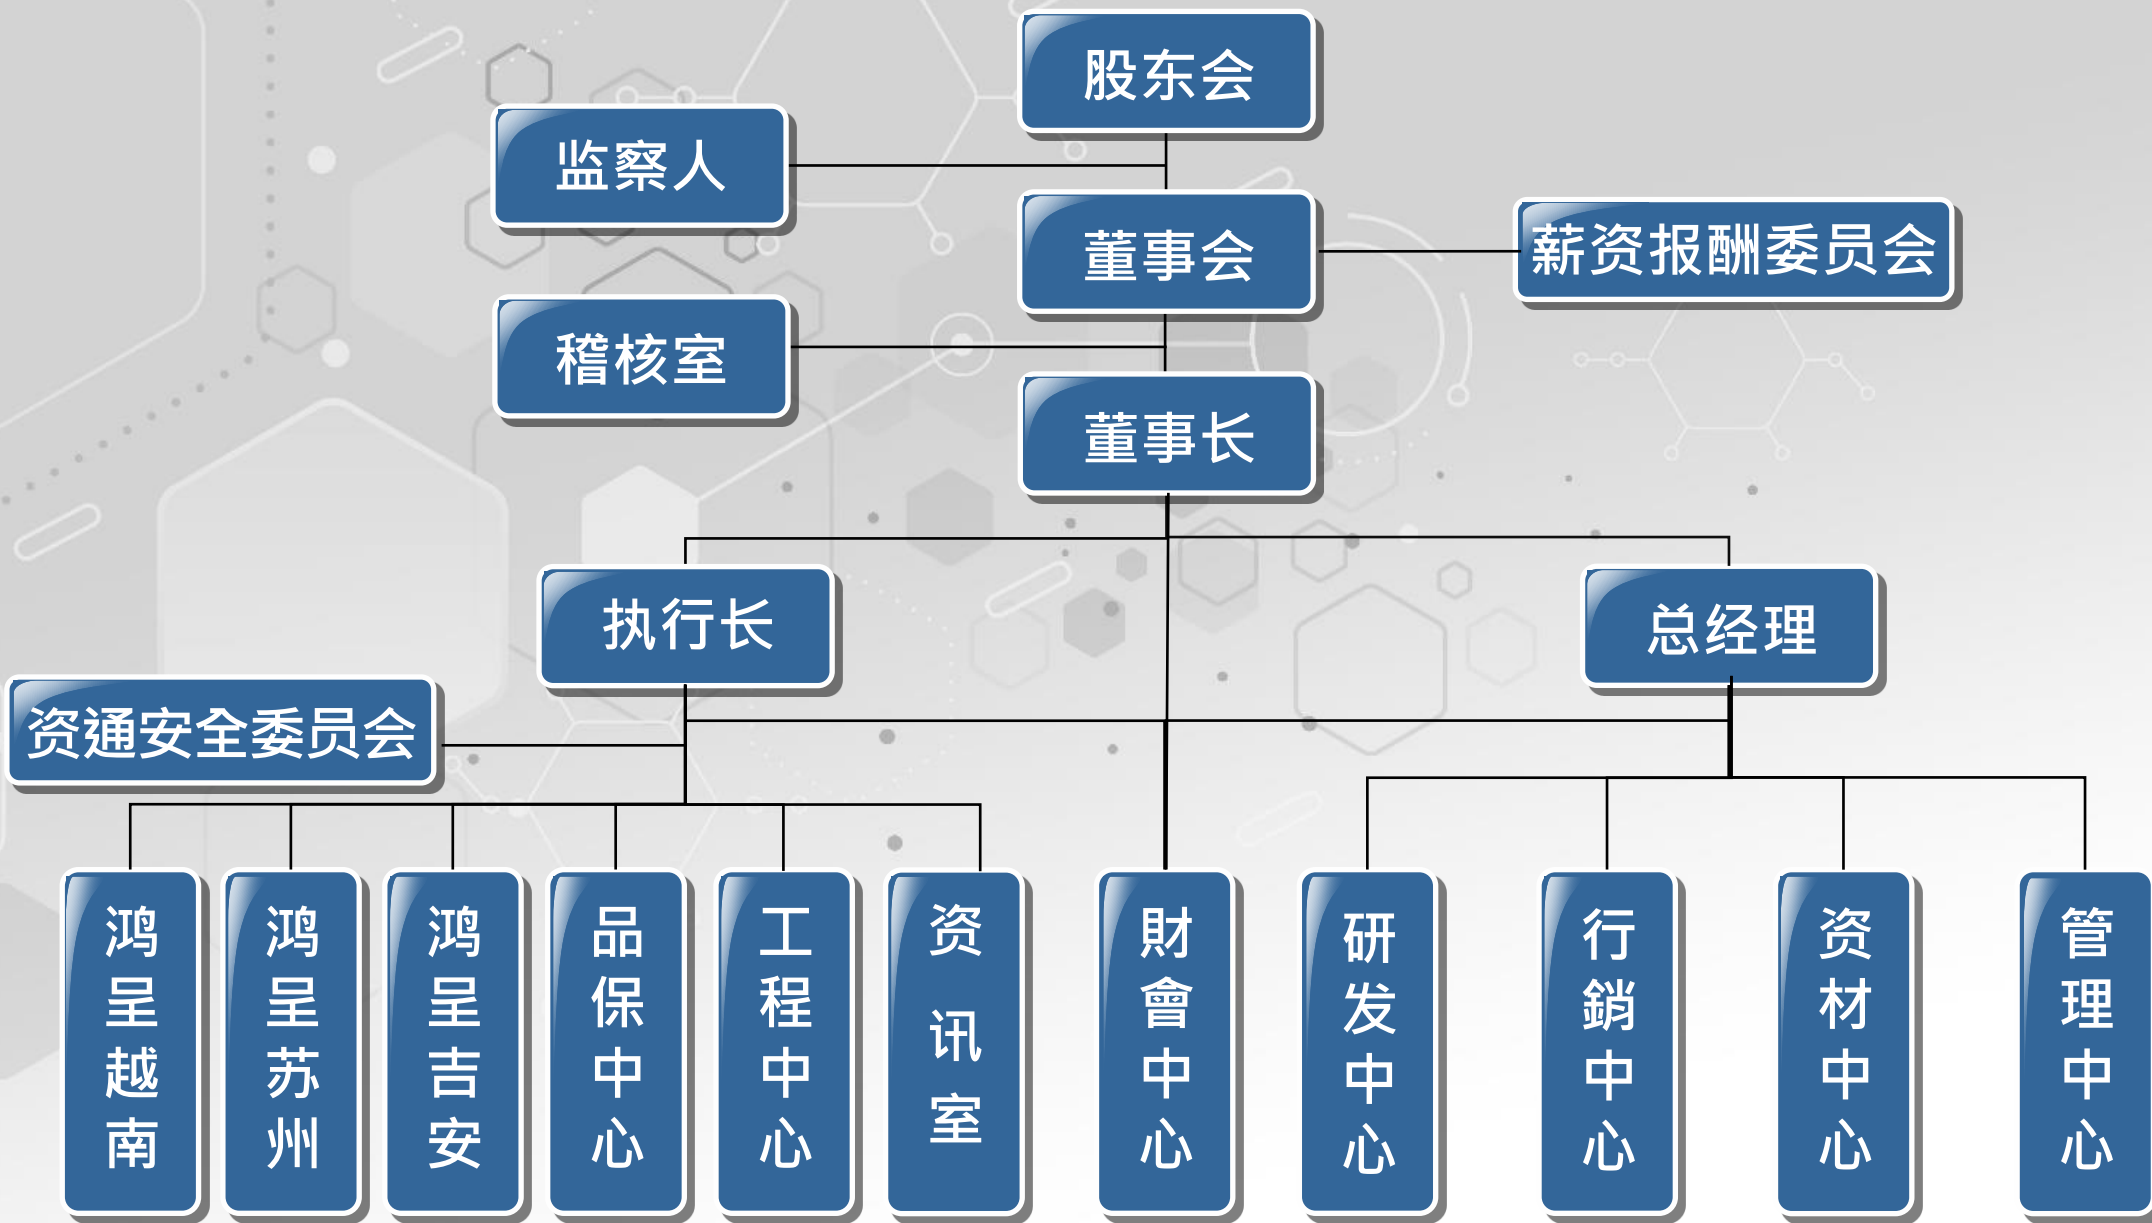 股东会
监察人
董事会
薪资报酬委员会
稽核室
董事长
执行长
总经理
资通安全委员会
鸿呈越南
鸿呈苏州
鸿呈吉安
品保中心
工程中心
资讯室
財會中心
研发中心
行銷中心
资材中心
管理中心